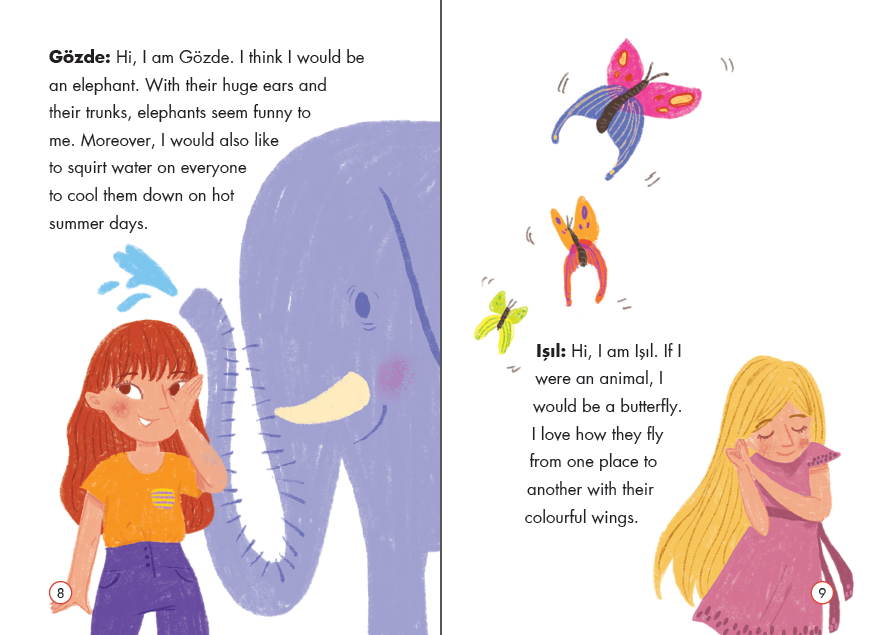 Gözde: Hi, I am Gözde. I think I would be
an elephant. With their huge ears and
their trunks, elephants seem funny to
me. Moreover, I would also like
to squirt water on everyone
to cool them down on hot
summer days.
8
Işıl: Hi, I am Işıl. If I
were an animal, I
would be a butterfly.
I love how they fly
from one place to
another with their
colourful wings.
9